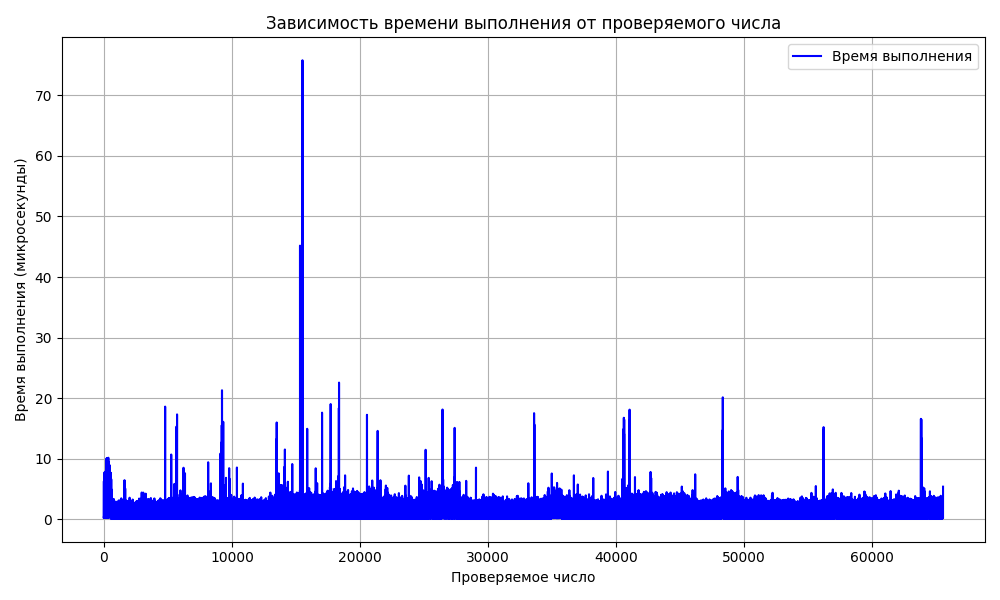 Зависимость времени выполнения от проверяемого числа
Время выполнения
Время выполнения (микросекунды)
70
60
50
40
30
20
10
0
0 10000 20000 30000 40000 50000 60000
Проверяемое число